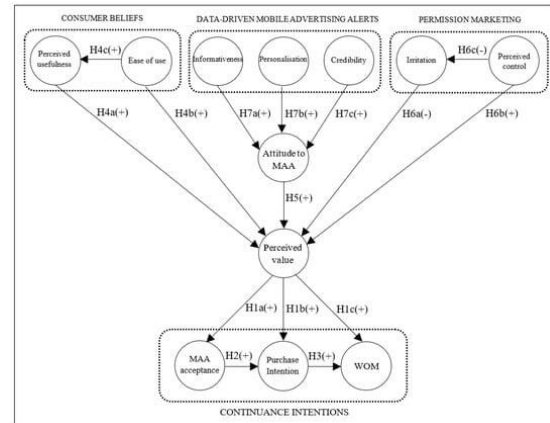 CONSUMER BELIEFS
DATA-DRIVEN MOBILE ADVERTISING ALERTS
PERMISSION MARKETING
Perceived
usefulness
H4c(+)
Ease of use
Informativeness
Personalisation
Credibility
Irritation
H6c(-)
Perceived
control
H4a(+)
H4b(+)
H7a(+)
H7b(+)
H7c(+)
H6a(-)
H6b(+)
Attitude to
MAA
H5(+)
Perceived
value
H1a(+)
H1b(+)
H1c(+)
MAA
acceptance
H2(+)
Purchase
Intention
H3(+)
WOM
CONTINUANCE INTENTIONS